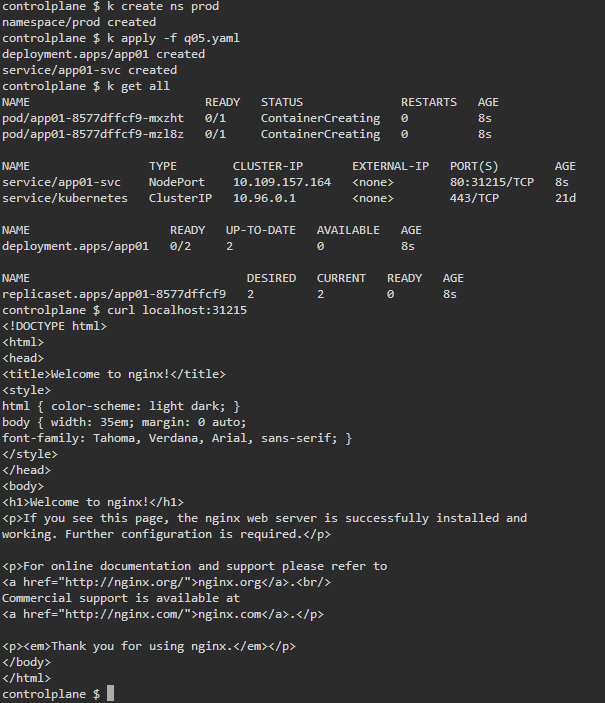 controlplane $ k create ns prod
namespace/prod created
controlplane $ k apply -f q05.yaml
deployment.apps/app01 created
service/app01-svc created
controlplane $ k get all
NAME                         READY   STATUS              RESTARTS   AGE
pod/app01-8577dffcf9-mxzht   0/1     ContainerCreating   0          8s
pod/app01-8577dffcf9-mzl8z   0/1     ContainerCreating   0          8s

NAME                 TYPE        CLUSTER-IP       EXTERNAL-IP   PORT(S)        AGE
service/app01-svc    NodePort    10.109.157.164   <none>        80:31215/TCP   8s
service/kubernetes   ClusterIP   10.96.0.1        <none>        443/TCP        21d

NAME                    READY   UP-TO-DATE   AVAILABLE   AGE
deployment.apps/app01   0/2     2            0           8s

NAME                               DESIRED   CURRENT   READY   AGE
replicaset.apps/app01-8577dffcf9   2         2         0       8s
controlplane $ curl localhost:31215
<!DOCTYPE html>
<html>
<head>
<title>Welcome to nginx!</title>
<style>
html { color-scheme: light dark; }
body { width: 35em; margin: 0 auto;
font-family: Tahoma, Verdana, Arial, sans-serif; }
</style>
</head>
<body>
<h1>Welcome to nginx!</h1>
<p>If you see this page, the nginx web server is successfully installed and
working. Further configuration is required.</p>

<p>For online documentation and support please refer to
<a href="http://nginx.org/">nginx.org</a>.<br/>
Commercial support is available at
<a href="http://nginx.com/">nginx.com</a>.</p>

<p><em>Thank you for using nginx.</em></p>
</body>
</html>
controlplane $